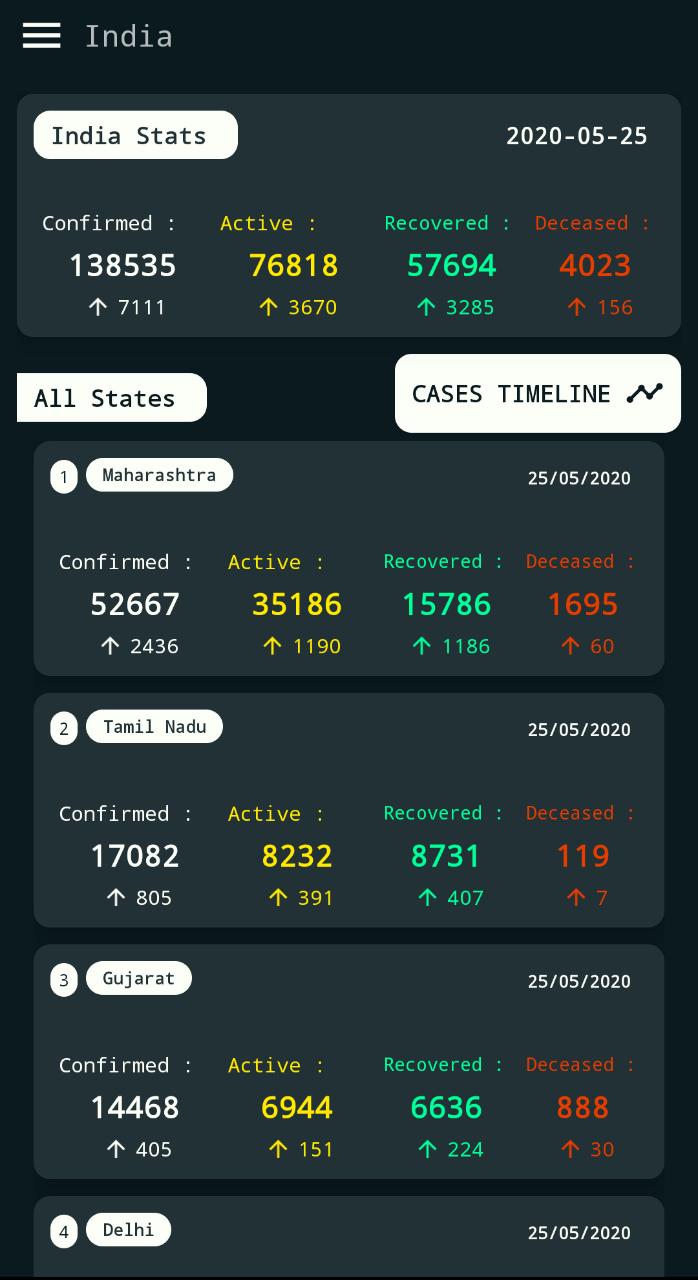 India
India Stats 2020-05-25
Confirmed : Active : Recovered : Deceased :
138535 76818 57694 4023
↑ 7111 ↑ 3670 ↑ 3285 ↑ 156
All States CASES TIMELINE
1 Maharashtra 25/05/2020
Confirmed : Active : Recovered : Deceased :
52667 35186 15786 1695
↑ 2436 ↑ 1190 ↑ 1186 ↑ 60
2 Tamil Nadu 25/05/2020
Confirmed : Active : Recovered : Deceased :
17082 8232 8731 119
↑ 805 ↑ 391 ↑ 407 ↑ 7
3 Gujarat 25/05/2020
Confirmed : Active : Recovered : Deceased :
14468 6944 6636 888
↑ 405 ↑ 151 ↑ 224 ↑ 30
4 Delhi 25/05/2020